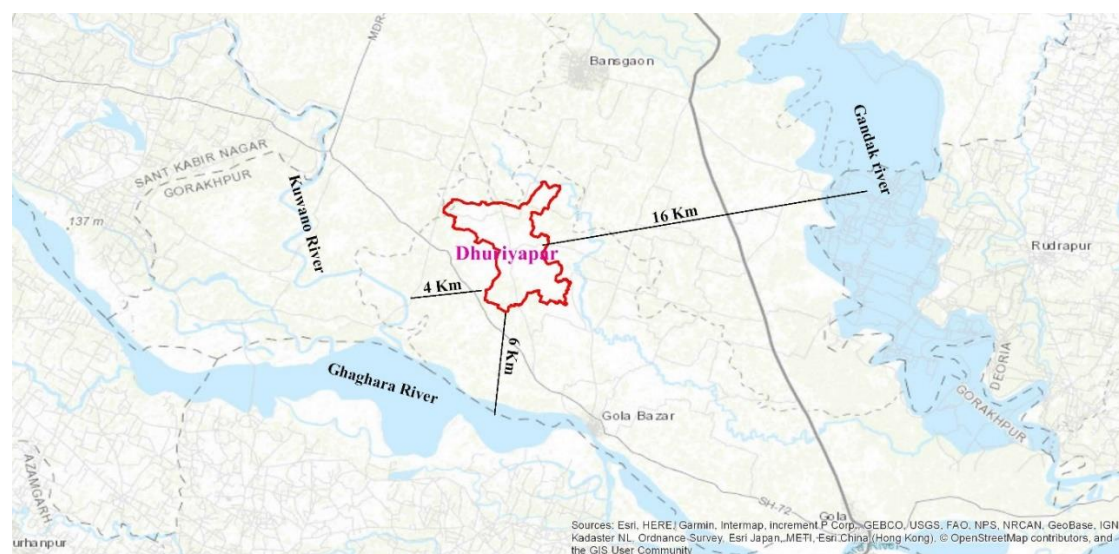 MDR-
Bansgaon
SANT KABIR NAGAR
GORAKHPUR
137 m
Kuwano River
Gandak river
16 Km
Rudrapur
Dhuriyapar
4 Km
6 Km
Ghaghara River
Gola Bazar
DEORIA
GORAKHPUR
AZAMGARH
urhanpur
SH-72
Gola
River
Sources: Esri, HERE, Garmin, Intermap, increment P Corp., GEBCO, USGS, FAO, NPS, NRCAN, GeoBase, IGN,
Kadaster NL, Ordnance Survey, Esri Japan, METI, Esri China (Hong Kong), © OpenStreetMap contributors, and
the GIS User Community